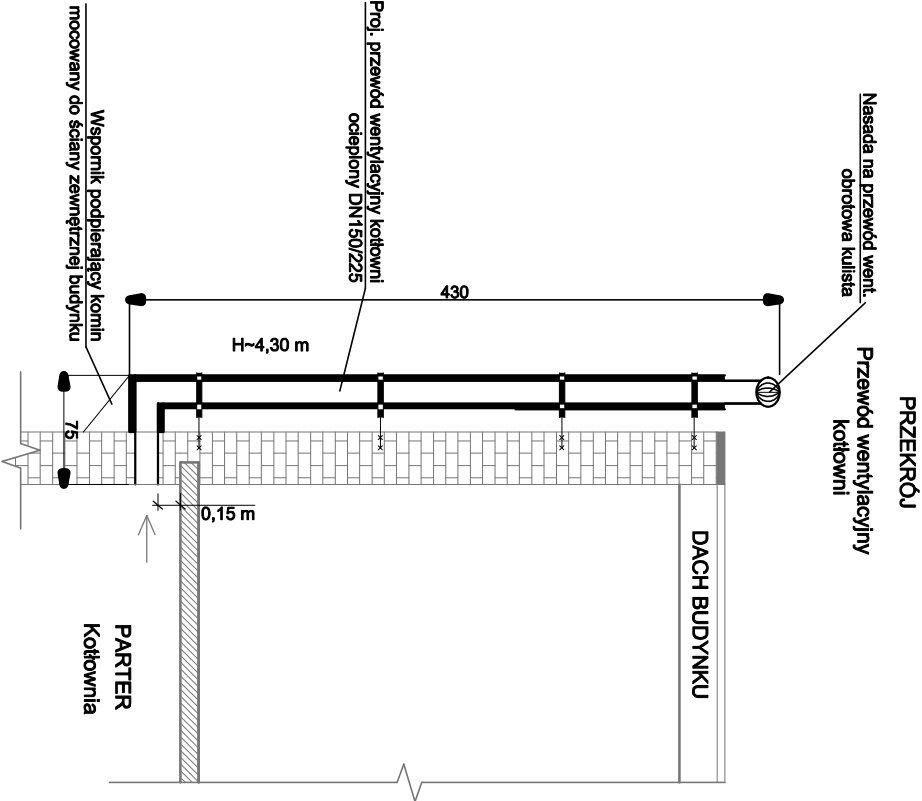 PRZEKRÓJ
Przewód wentylacyjny
kotłowni
Nasada na przewód went.
obrotowa kulista
430
H~4,30 m
Proj. przewód wentylacyjny kotłowni
ocieplony DN150/225
Wspornik podpierający komin
mocowany do ściany zewnętrznej budynku
75
0,15 m
DACH BUDYNKU
PARTER
Kotłownia